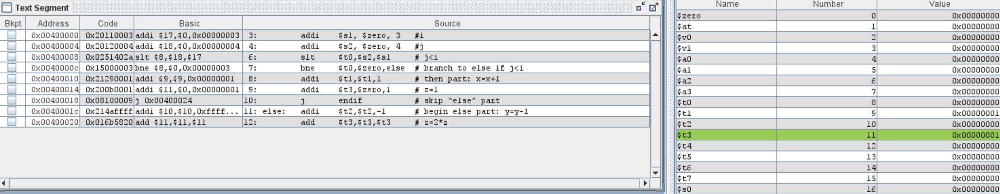 Text Segment
Bkpt Address Code Basic Source
0x00400000 0x20110003 addi $17,$0,0x00000003 3: addi $s1, $zero, 3 #i
0x00400004 0x20120004 addi $18,$0,0x00000004 4: addi $s2, $zero, 4 #j
0x00400008 0x0251402a slt $8,$18,$17 6: slt $t0,$s2,$s1 # j<i
0x0040000c 0x15000003 bne $8,$0,0x00000003 7: bne $t0,$zero,else # branch to else if j<i
0x00400010 0x21290001 addi $9,$9,0x00000001 8: addi $t1,$t1,1 # then part: x=x+1
0x00400014 0x200b0001 addi $11,$0,0x00000001 9: addi $t3,$zero,1 # z=1
0x00400018 0x08100009 j 0x00400024 10: j endif # skip “else” part
0x0040001c 0x214affff addi $10,$10,0xffff... 11: else: addi $t2,$t2,-1 # begin else part: y=y-1
0x00400020 0x016b5820 add $11,$11,$11 12: add $t3,$t3,$t3 # z=2*z
Name Number Value
$zero 0 0x00000000
$at 1 0x00000000
$v0 2 0x00000000
$v1 3 0x00000000
$a0 4 0x00000000
$a1 5 0x00000000
$a2 6 0x00000000
$a3 7 0x00000000
$t0 8 0x00000000
$t1 9 0x00000001
$t2 10 0x00000000
$t3 11 0x00000001
$t4 12 0x00000000
$t5 13 0x00000000
$t6 14 0x00000000
$t7 15 0x00000000
$s0 16 0x00000000